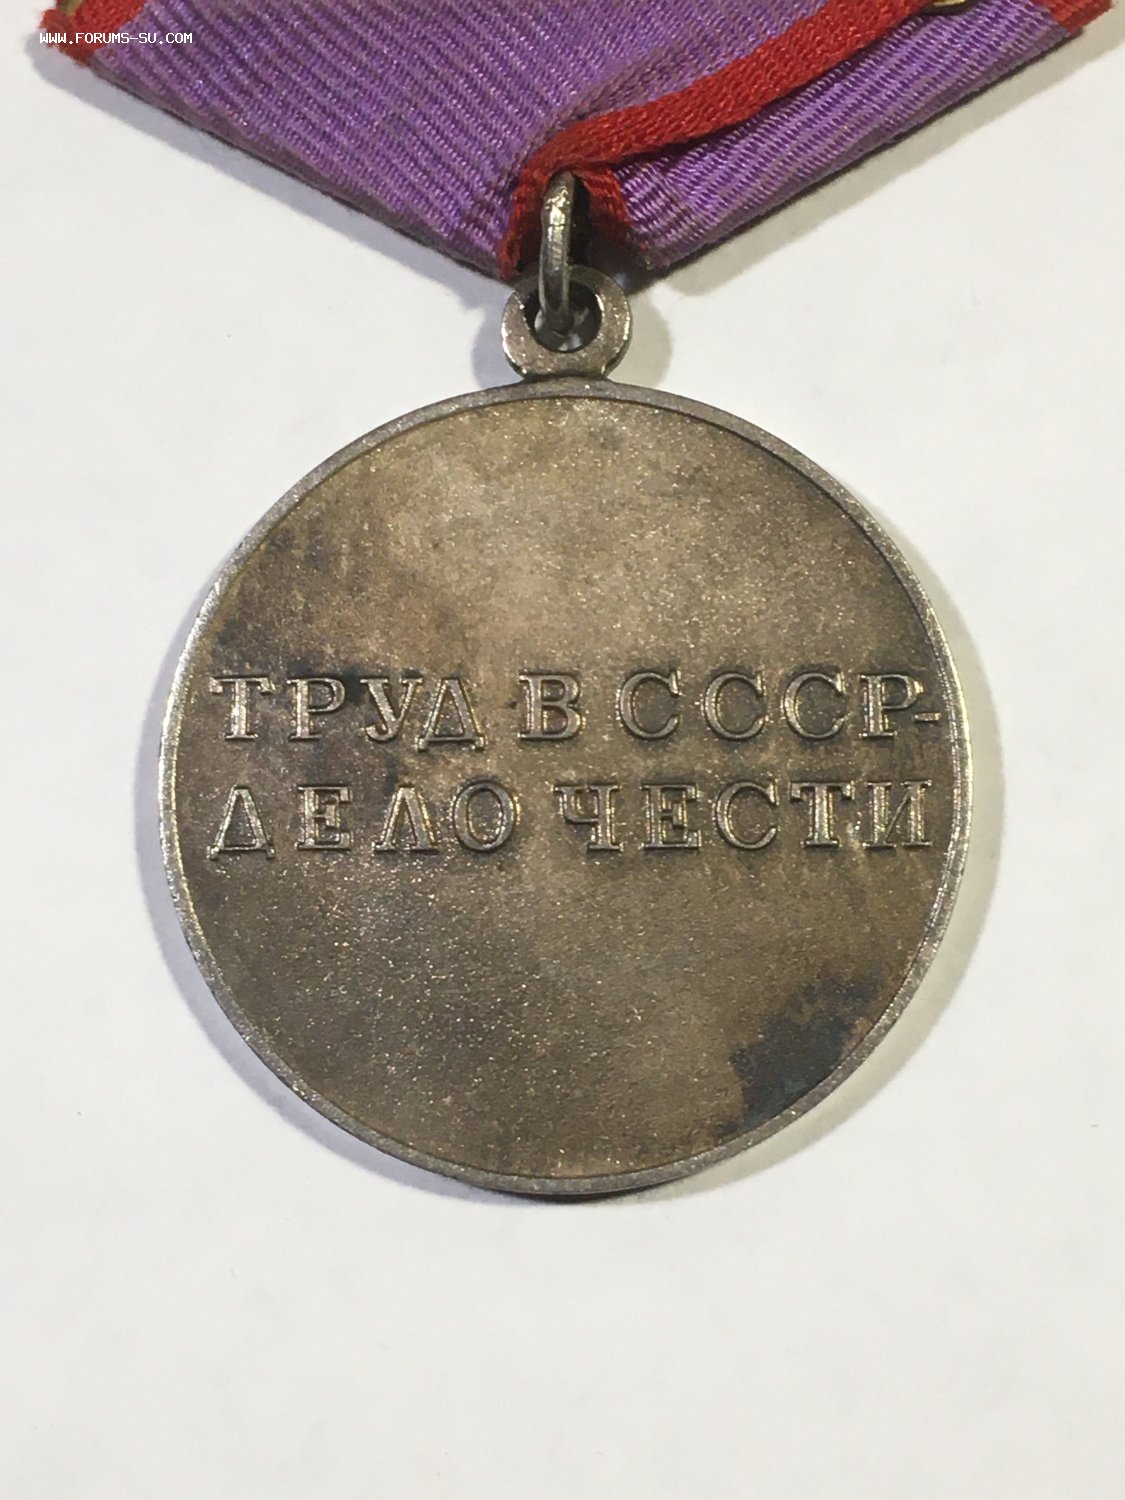 WWW.FORUMS-SU.COM
ТРУД В СССР-
ДЕЛО ЧЕСТИ